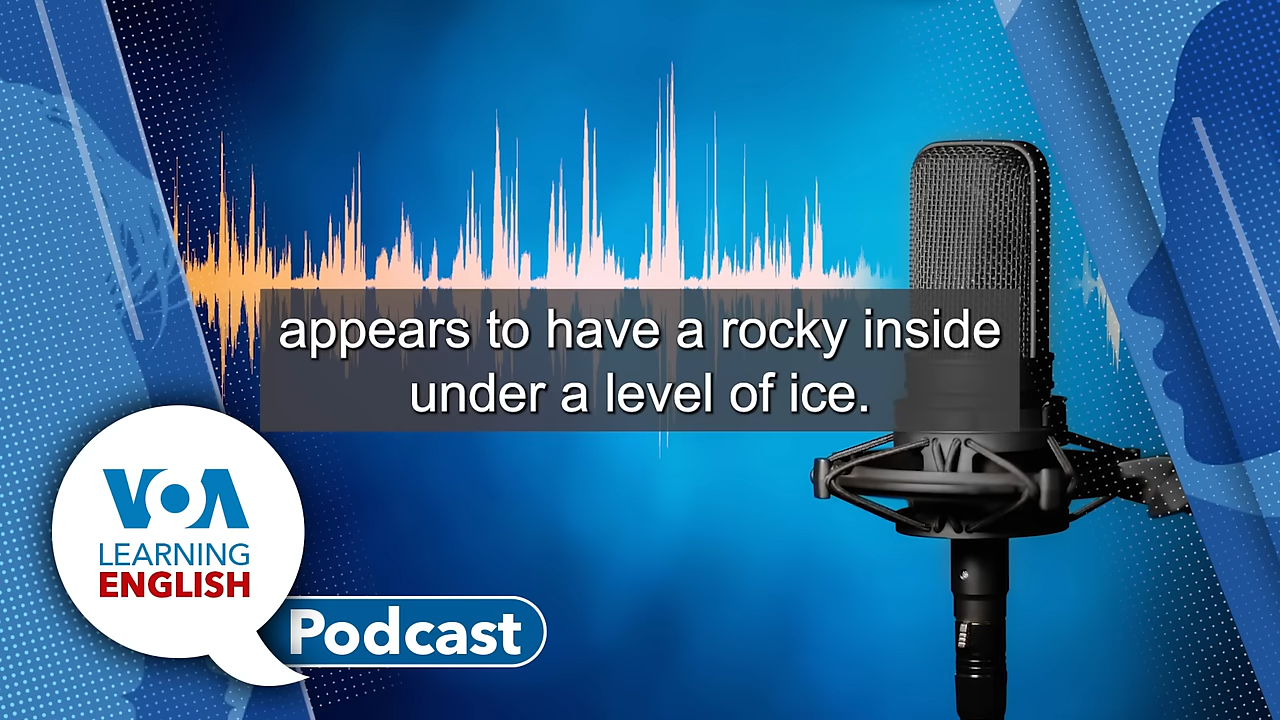 appears to have a rocky inside
under a level of ice.
VOA
LEARNING
ENGLISH
Podcast